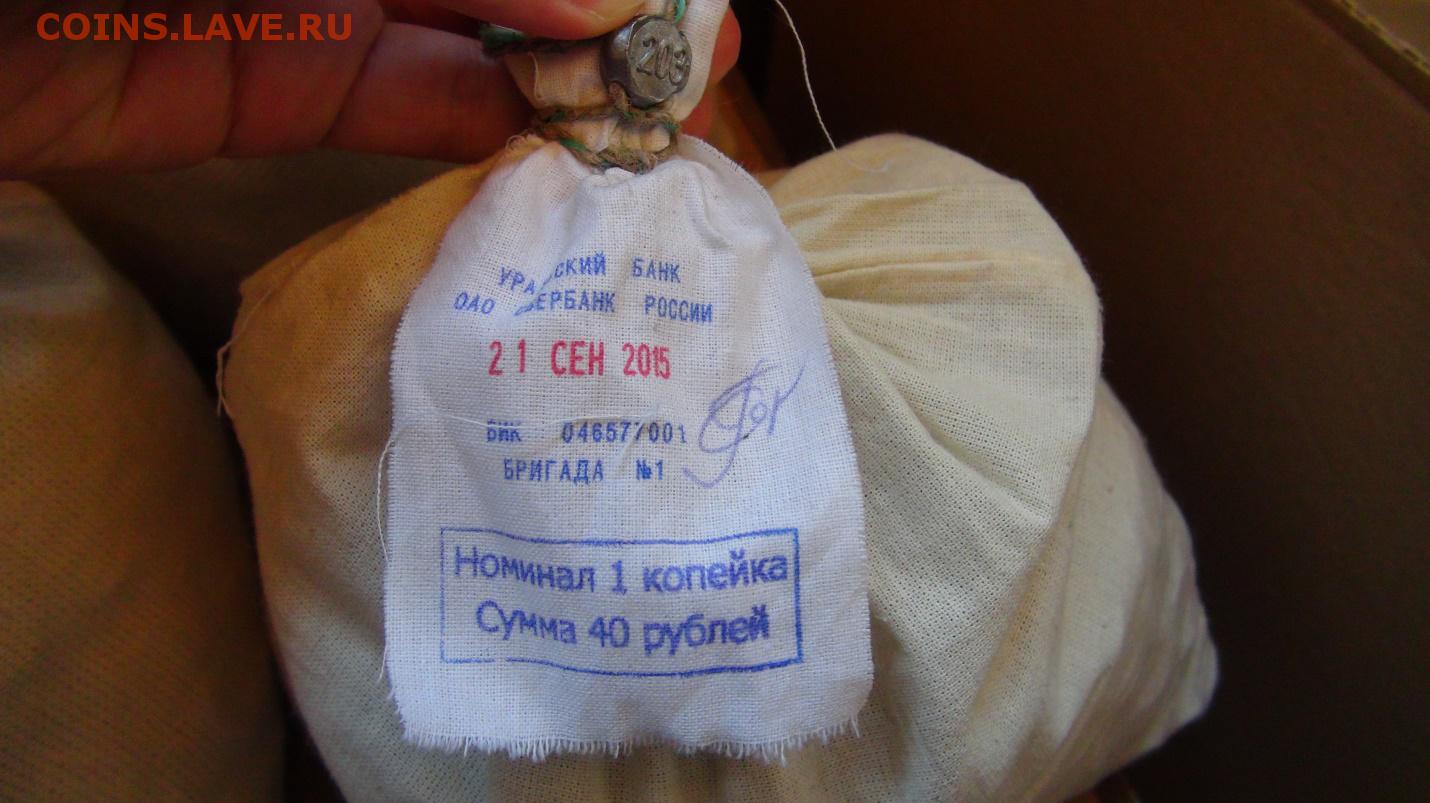 COINS.LAVE.RU
203
БАНК
ОАО РОССИИ
21 СЕН 2015
БИК 046577001
БРИГАДА №1
Номинал 1 копейка
Сумма 40 рублей